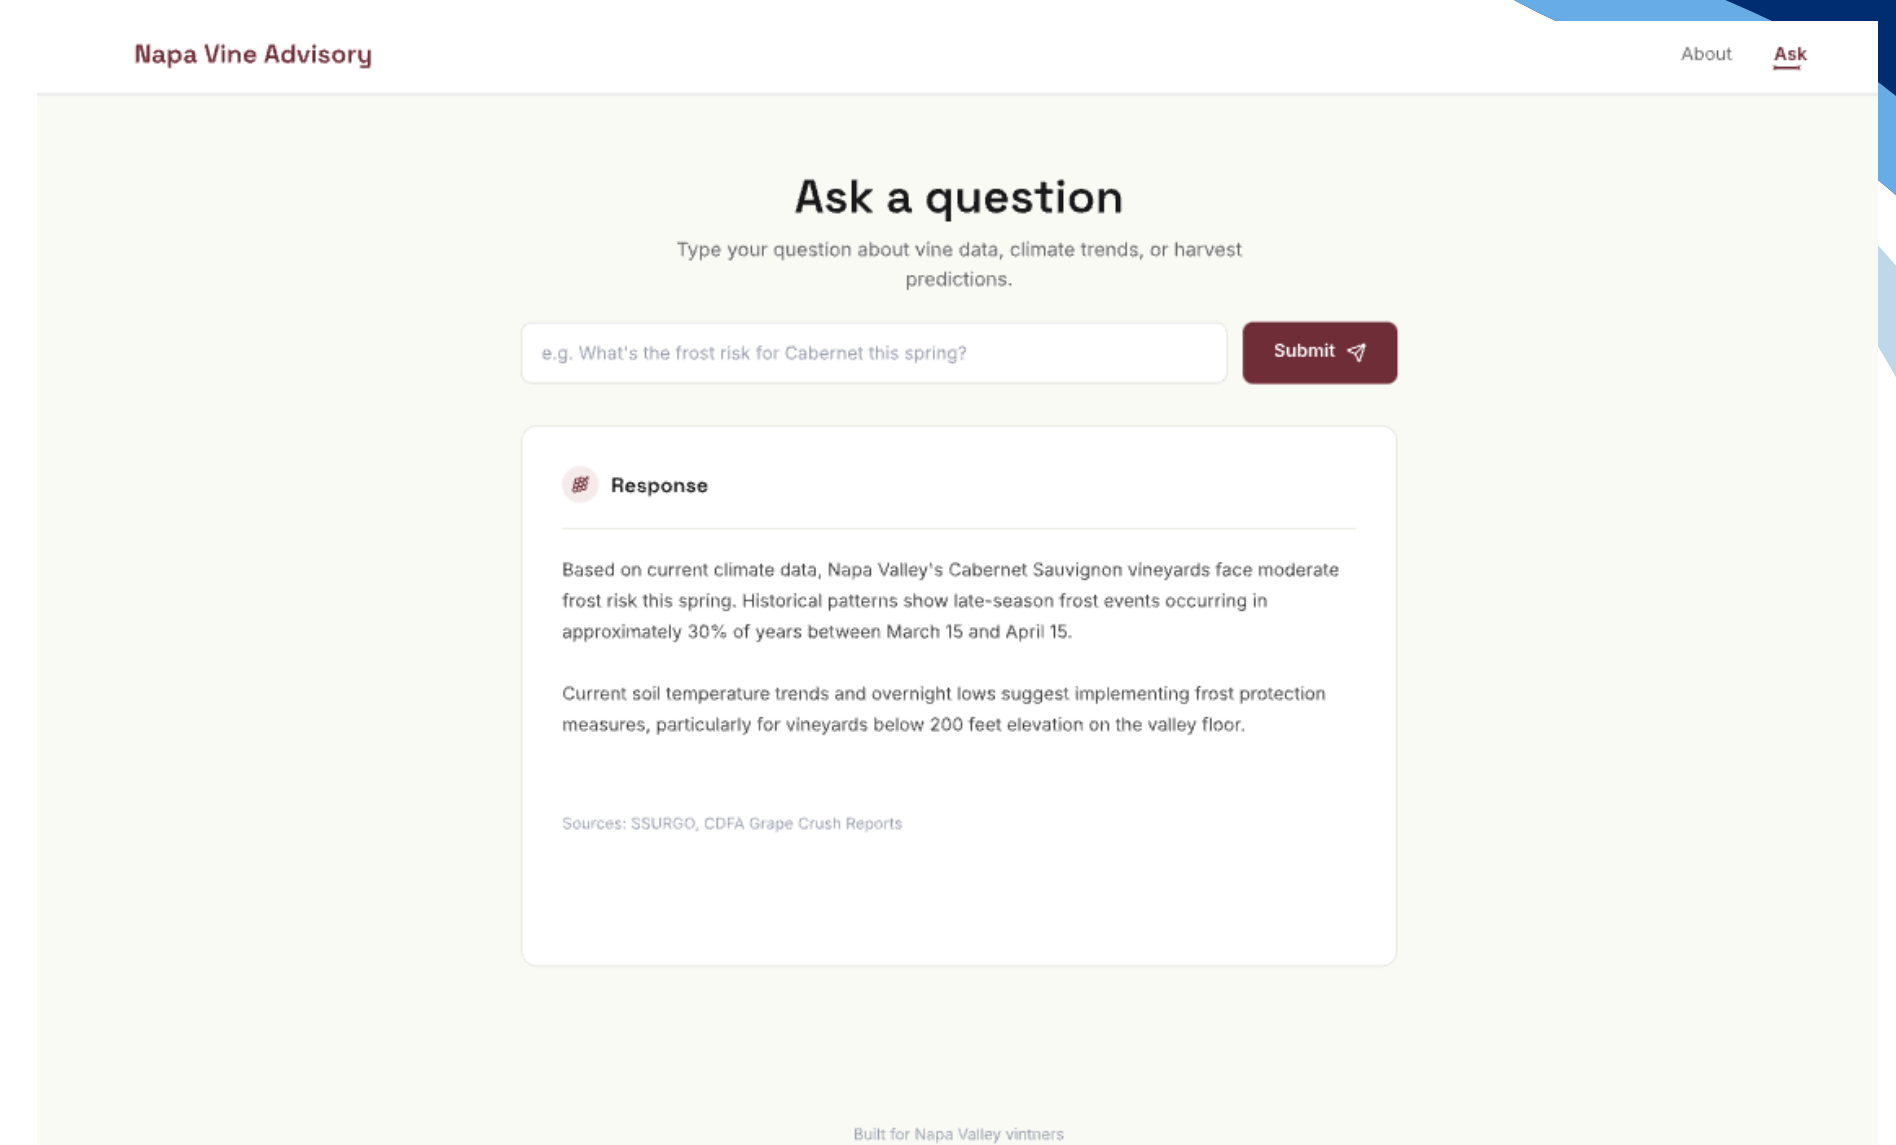 Napa Vine Advisory
About
Ask
Ask a question
Type your question about vine data, climate trends, or harvest
predictions.
e.g. What's the frost risk for Cabernet this spring?
Submit
Response
Based on current climate data, Napa Valley's Cabernet Sauvignon vineyards face moderate
frost risk this spring. Historical patterns show late-season frost events occurring in
approximately 30% of years between March 15 and April 15.
Current soil temperature trends and overnight lows suggest implementing frost protection
measures, particularly for vineyards below 200 feet elevation on the valley floor.
Sources: SSURGO, CDFA Grape Crush Reports
Built for Napa Valley vintners